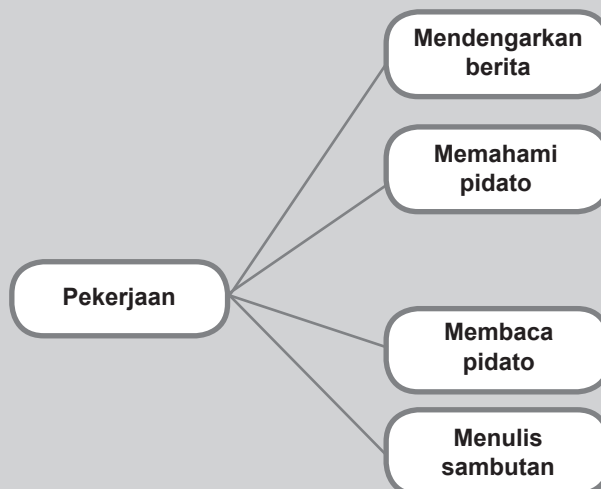 Mendengarkan
berita
Memahami
pidato
Pekerjaan
Membaca
pidato
Menulis
sambutan